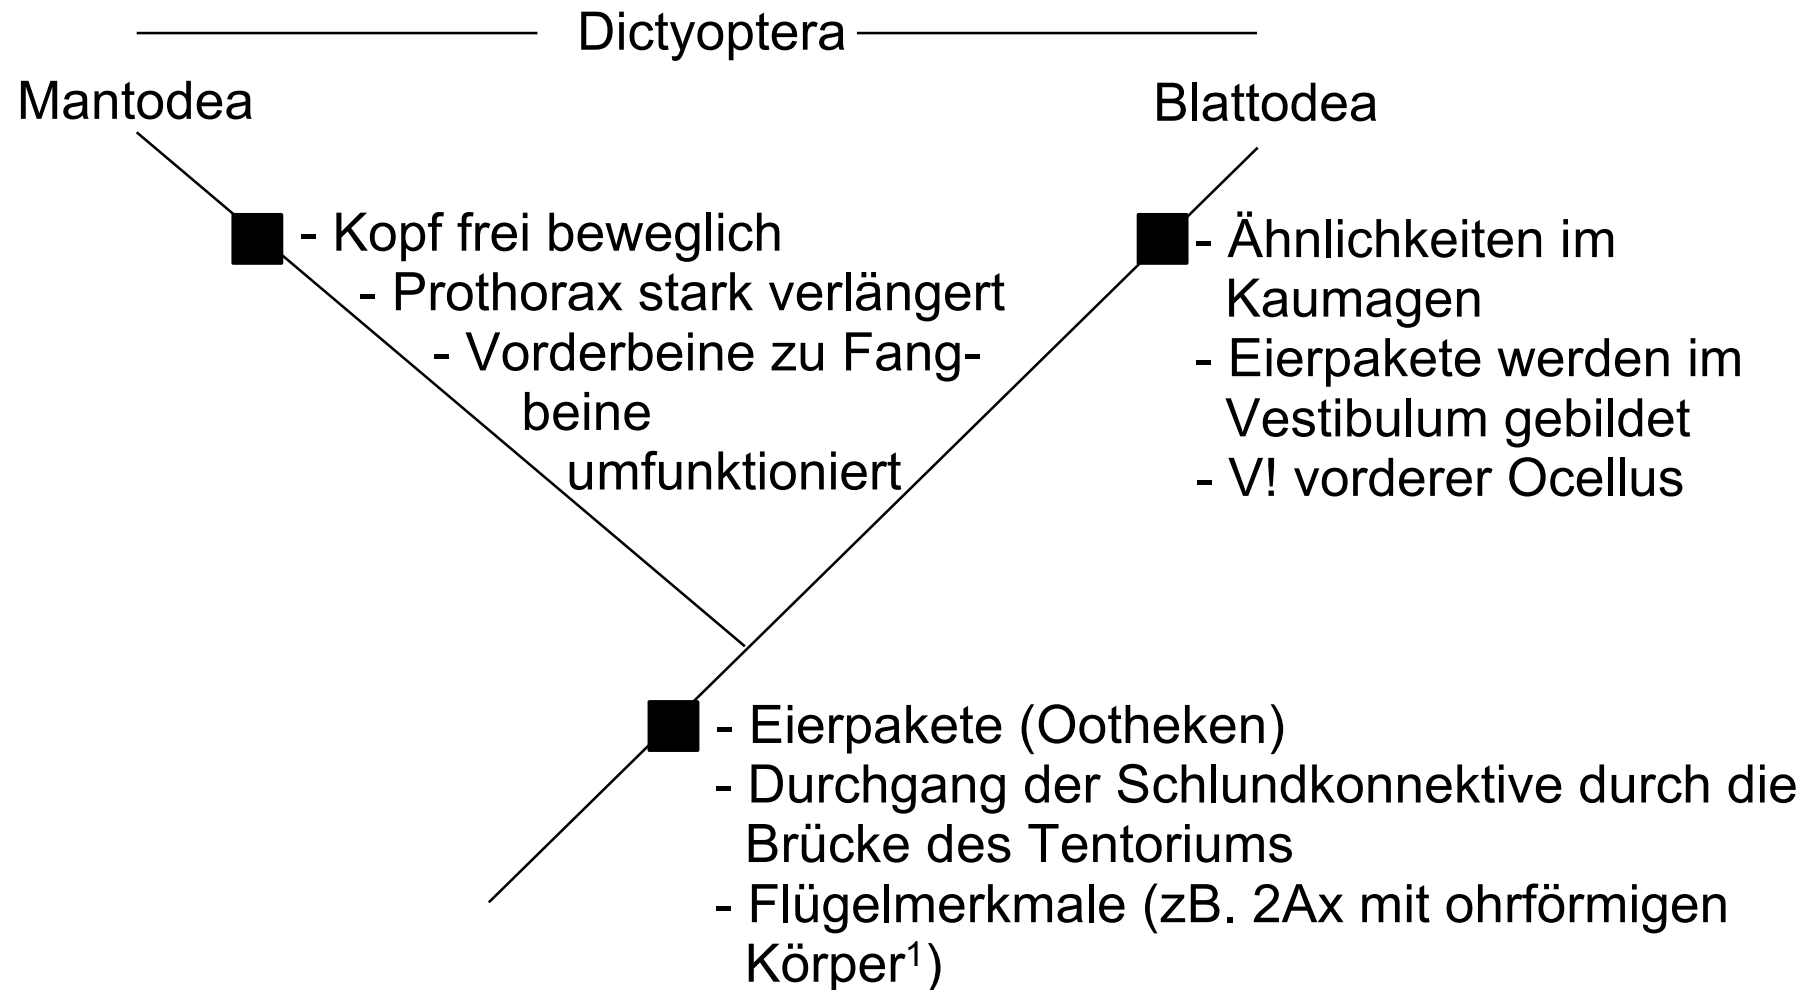 Dictyoptera
Mantodea
Blattodea
- Kopf frei beweglich
- Prothorax stark verlängert
- Vorderbeine zu Fang-
beine
umfunktioniert
- Ähnlichkeiten im
Kaumagen
- Eierpakete werden im
Vestibulum gebildet
- V! vorderer Ocellus
- Eierpakete (Ootheken)
- Durchgang der Schlundkonnektive durch die
Brücke des Tentoriums
- Flügelmerkmale (zB. 2Ax mit ohrförmigen
Körper¹)